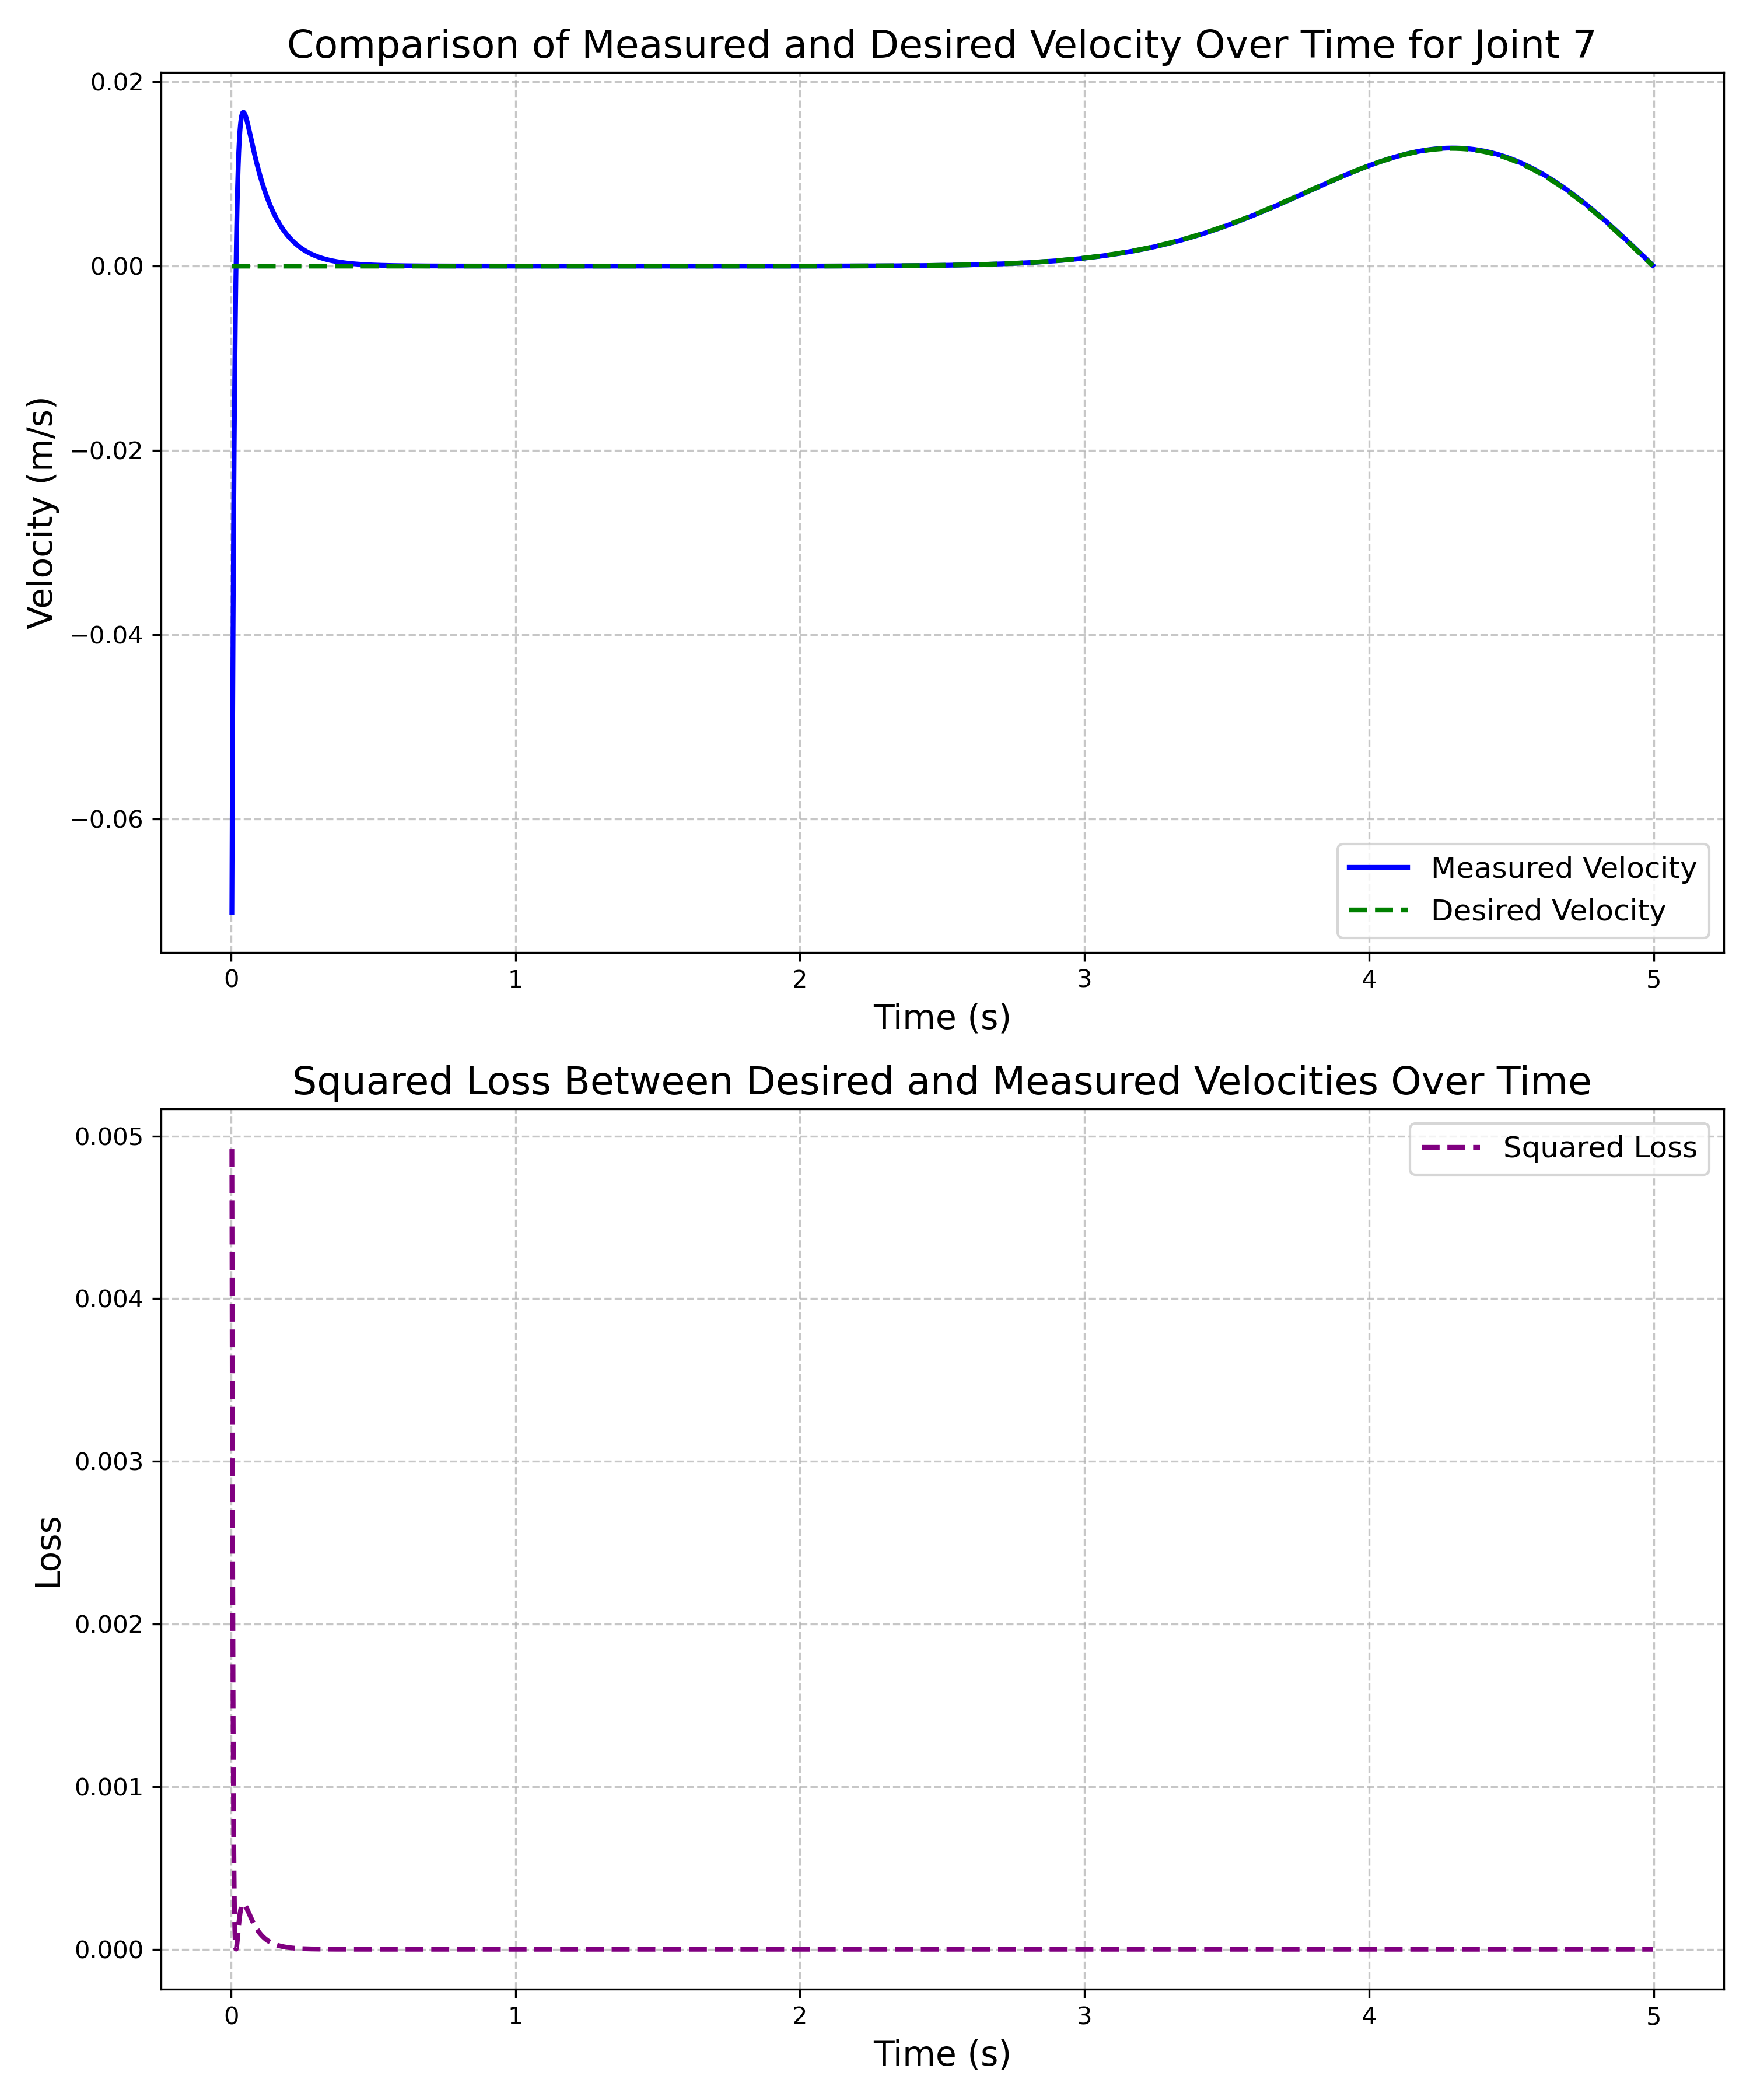 Comparison of Measured and Desired Velocity Over Time for Joint 7
0.02
0.00
−0.02
−0.04
−0.06
Velocity (m/s)
Measured Velocity
Desired Velocity
0 1 2 3 4 5
Time (s)
Squared Loss Between Desired and Measured Velocities Over Time
0.005
0.004
0.003
0.002
0.001
0.000
Loss
Squared Loss
0 1 2 3 4 5
Time (s)